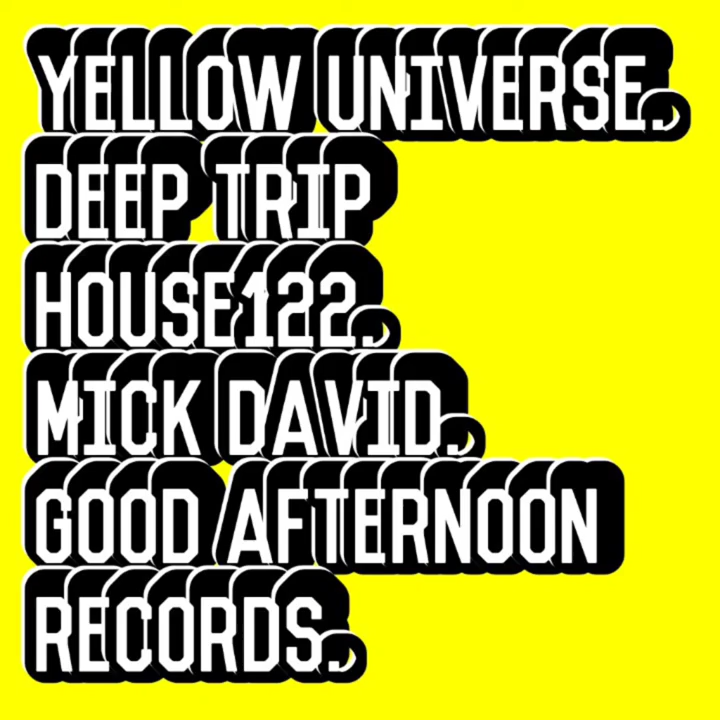 YELLOW UNIVERSE.
DEEP TRIP
HOUSE122.
MICK DAVID.
GOOD AFTERNOON
RECORDS.